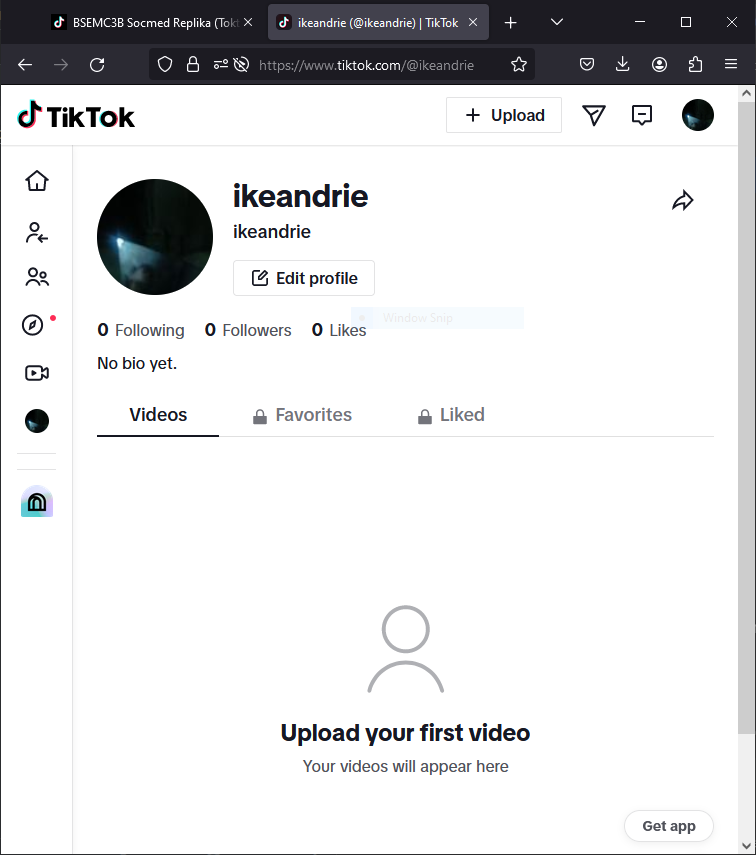 BSEMC3B Socmed Replika (Tokt
ikeandrie (@ikeandrie) | TikTok
https://www.tiktok.com/@ikeandrie
TikTok
Upload
ikeandrie
ikeandrie
Edit profile
0 Following 0 Followers 0 Likes
Window Snip
No bio yet.
Videos Favorites Liked
Upload your first video
Your videos will appear here
Get app